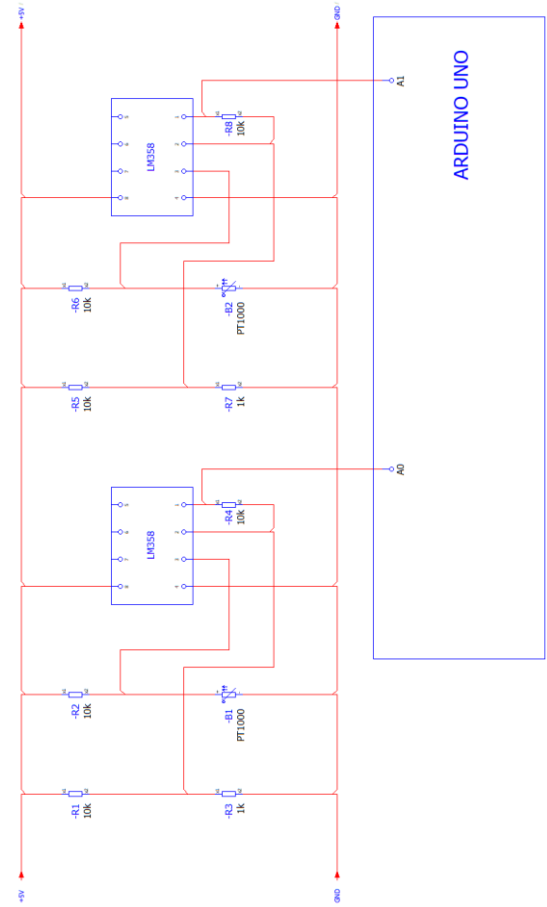 +5V
GND
ARDUINO UNO
A1
LM358
-R8
10k
-R6
10k
-B2
PT1000
-R5
10k
-R7
1k
A0
LM358
-R4
10k
-R2
10k
-B1
PT1000
-R1
10k
-R3
1k
+5V
GND